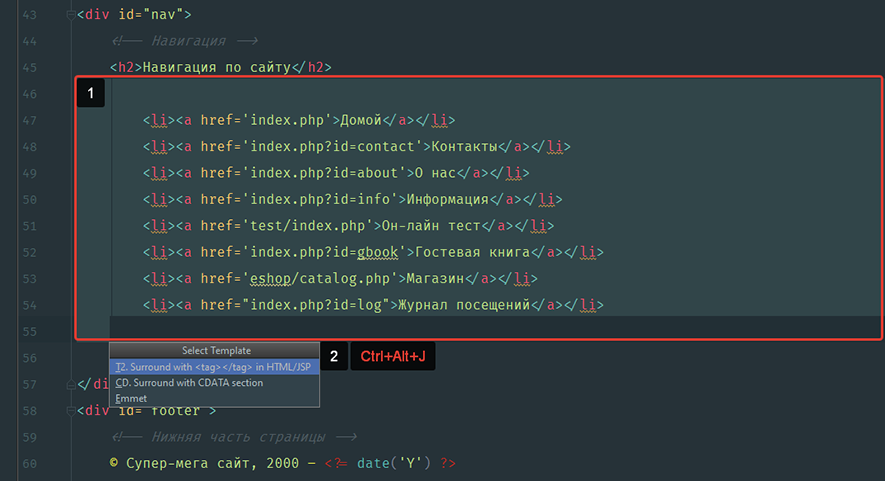 43 <div id="nav">
44 <!-- Навигация -->
45 <h2>Навигация по сайту</h2>
46
1
47 <li><a href='index.php'>Домой</a></li>
48 <li><a href='index.php?id=contact'>Контакты</a></li>
49 <li><a href='index.php?id=about'>О нас</a></li>
50 <li><a href='index.php?id=info'>Информация</a></li>
51 <li><a href='test/index.php'>Он-лайн тест</a></li>
52 <li><a href='index.php?id=gbook'>Гостевая книга</a></li>
53 <li><a href='eshop/catalog.php'>Магазин</a></li>
54 <li><a href="index.php?id=log">Журнал посещений</a></li>
55
Select Template
56
2 Ctrl+Alt+J
T2. Surround with <tag></tag> in HTML/JSP
CD. Surround with CDATA section
57 </di
Emmet
58 <div id="footer">
59 <!-- Нижняя часть страницы -->
60 © Супер-мега сайт, 2000 – <?= date('Y') ?>